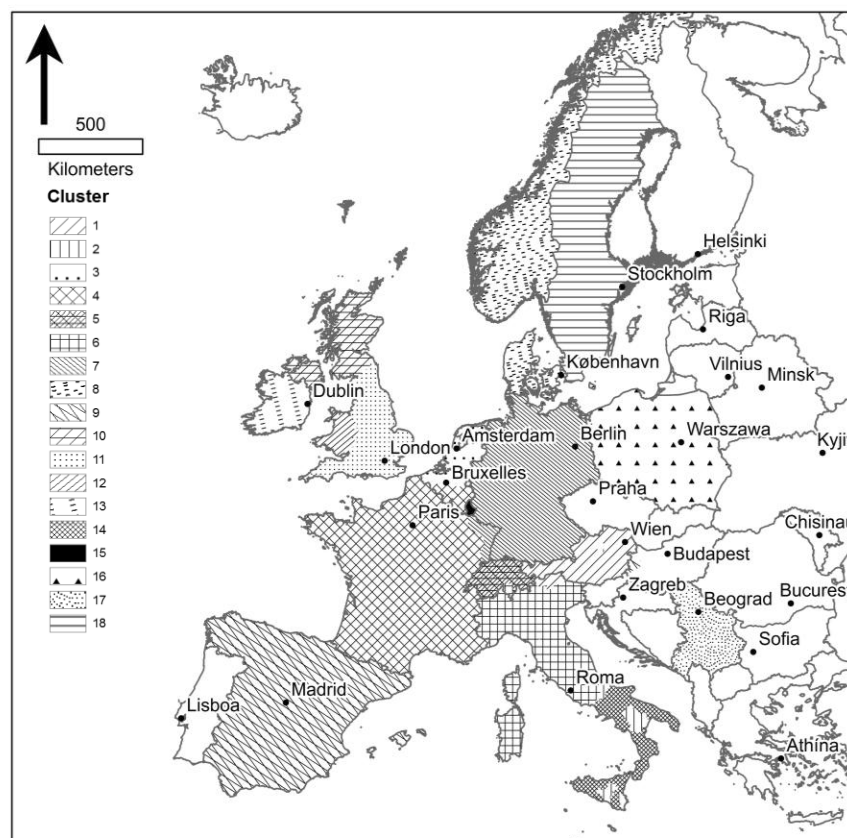 500
Kilometers
Cluster
1
2
3
4
5
6
7
8
9
10
11
12
13
14
15
16
17
18
Helsinki
Stockholm
Riga
København
Vilnius
Minsk
Dublin
Amsterdam
Berlin
Warszawa
Kyjiv
London
Bruxelles
Praha
Paris
Wien
Chisinau
Budapest
Zagreb
Beograd
Bucuresti
Sofia
Roma
Madrid
Lisboa
Athina